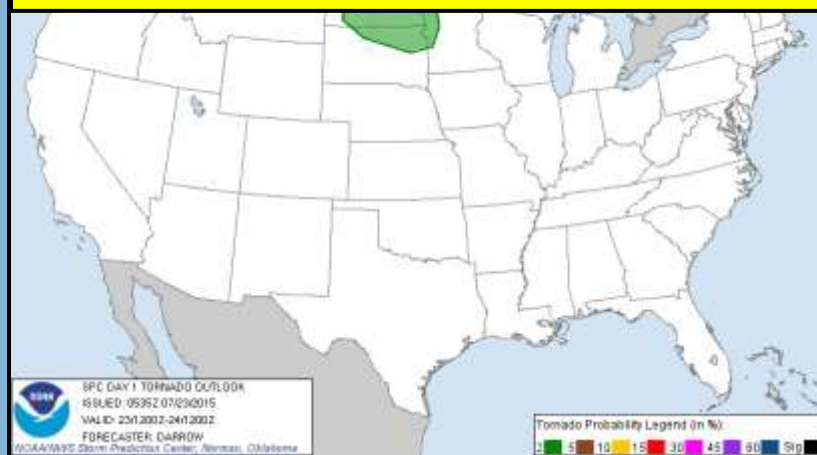 SPC DAY 1 TORNADO OUTLOOK
ISSUED: 0535Z 07/23/2015
VALID: 23/1200Z-24/1200Z
FORECASTER: DARROW
NOAA/NWS Storm Prediction Center, Norman, Oklahoma
NOAA
Tornado Probability Legend (in %):
2 5 10 15 30 45 60 Sig